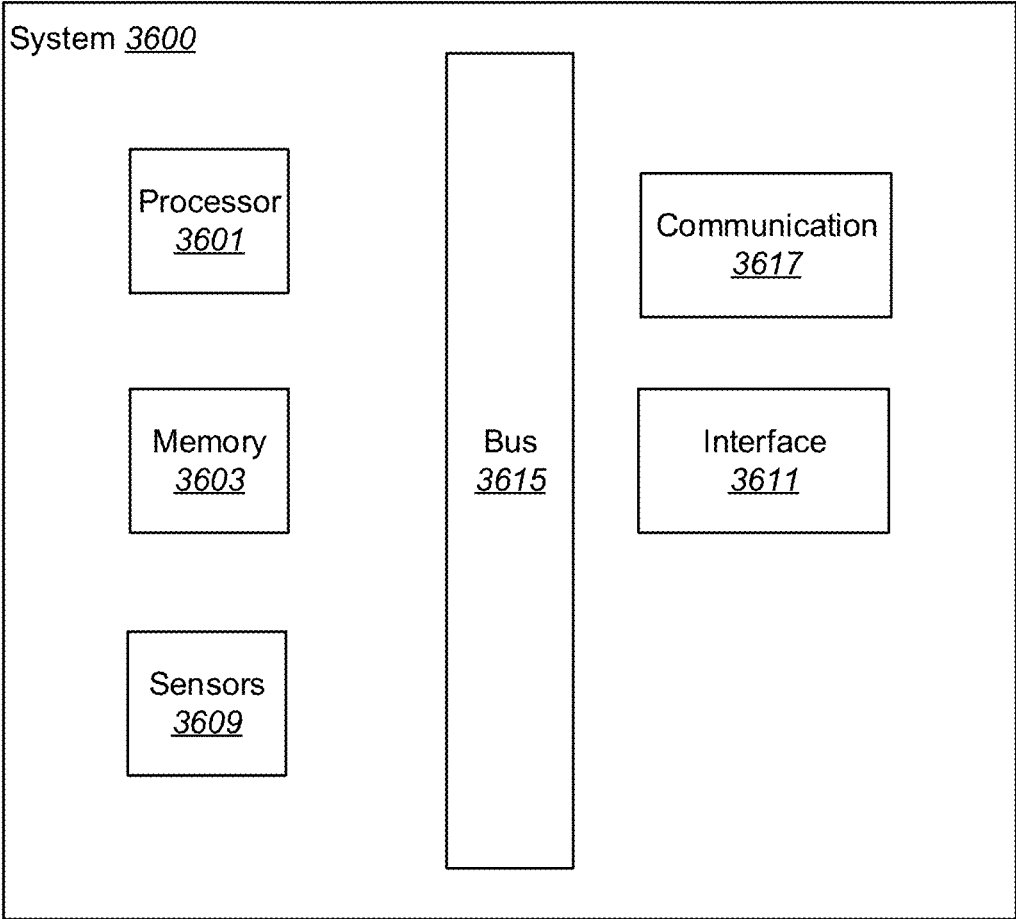 System 3600
Processor
3601
Communication
3617
Memory
3603
Bus
3615
Interface
3611
Sensors
3609